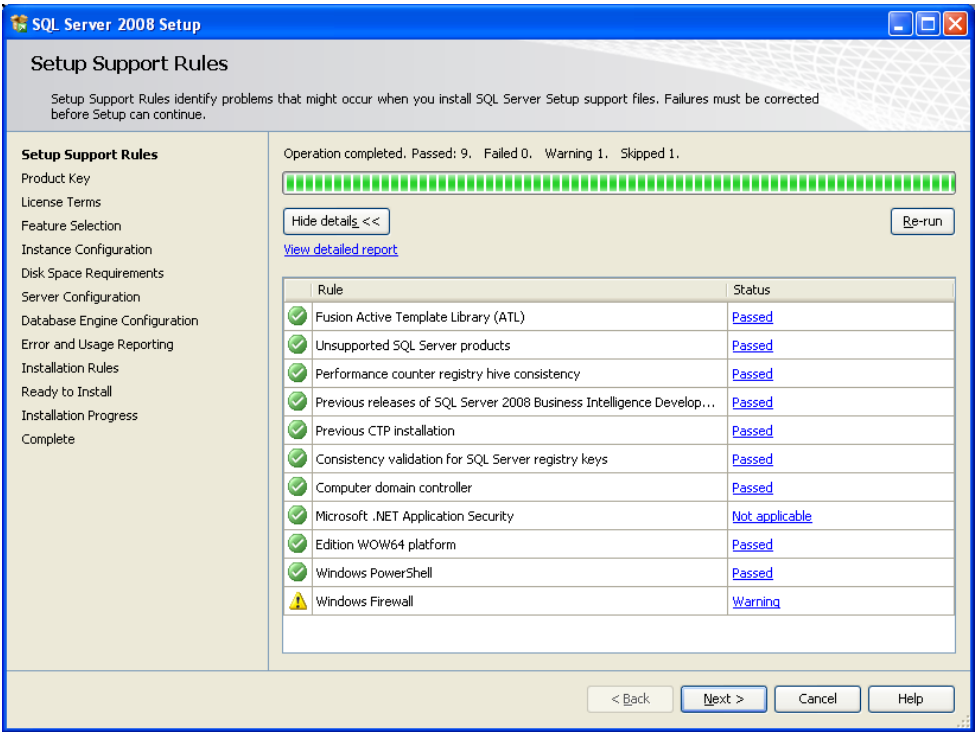 SQL Server 2008 Setup
Setup Support Rules
Setup Support Rules identify problems that might occur when you install SQL Server Setup support files. Failures must be corrected
before Setup can continue.
Setup Support Rules
Product Key
License Terms
Feature Selection
Instance Configuration
Disk Space Requirements
Server Configuration
Database Engine Configuration
Error and Usage Reporting
Installation Rules
Ready to Install
Installation Progress
Complete
Operation completed. Passed: 9. Failed 0. Warning 1. Skipped 1.
Hide details << Re-run
View detailed report
Rule Status
Fusion Active Template Library (ATL) Passed
Unsupported SQL Server products Passed
Performance counter registry hive consistency Passed
Previous releases of SQL Server 2008 Business Intelligence Develop... Passed
Previous CTP installation Passed
Consistency validation for SQL Server registry keys Passed
Computer domain controller Passed
Microsoft .NET Application Security Not applicable
Edition WOW64 platform Passed
Windows PowerShell Passed
Windows Firewall Warning
< Back Next > Cancel Help